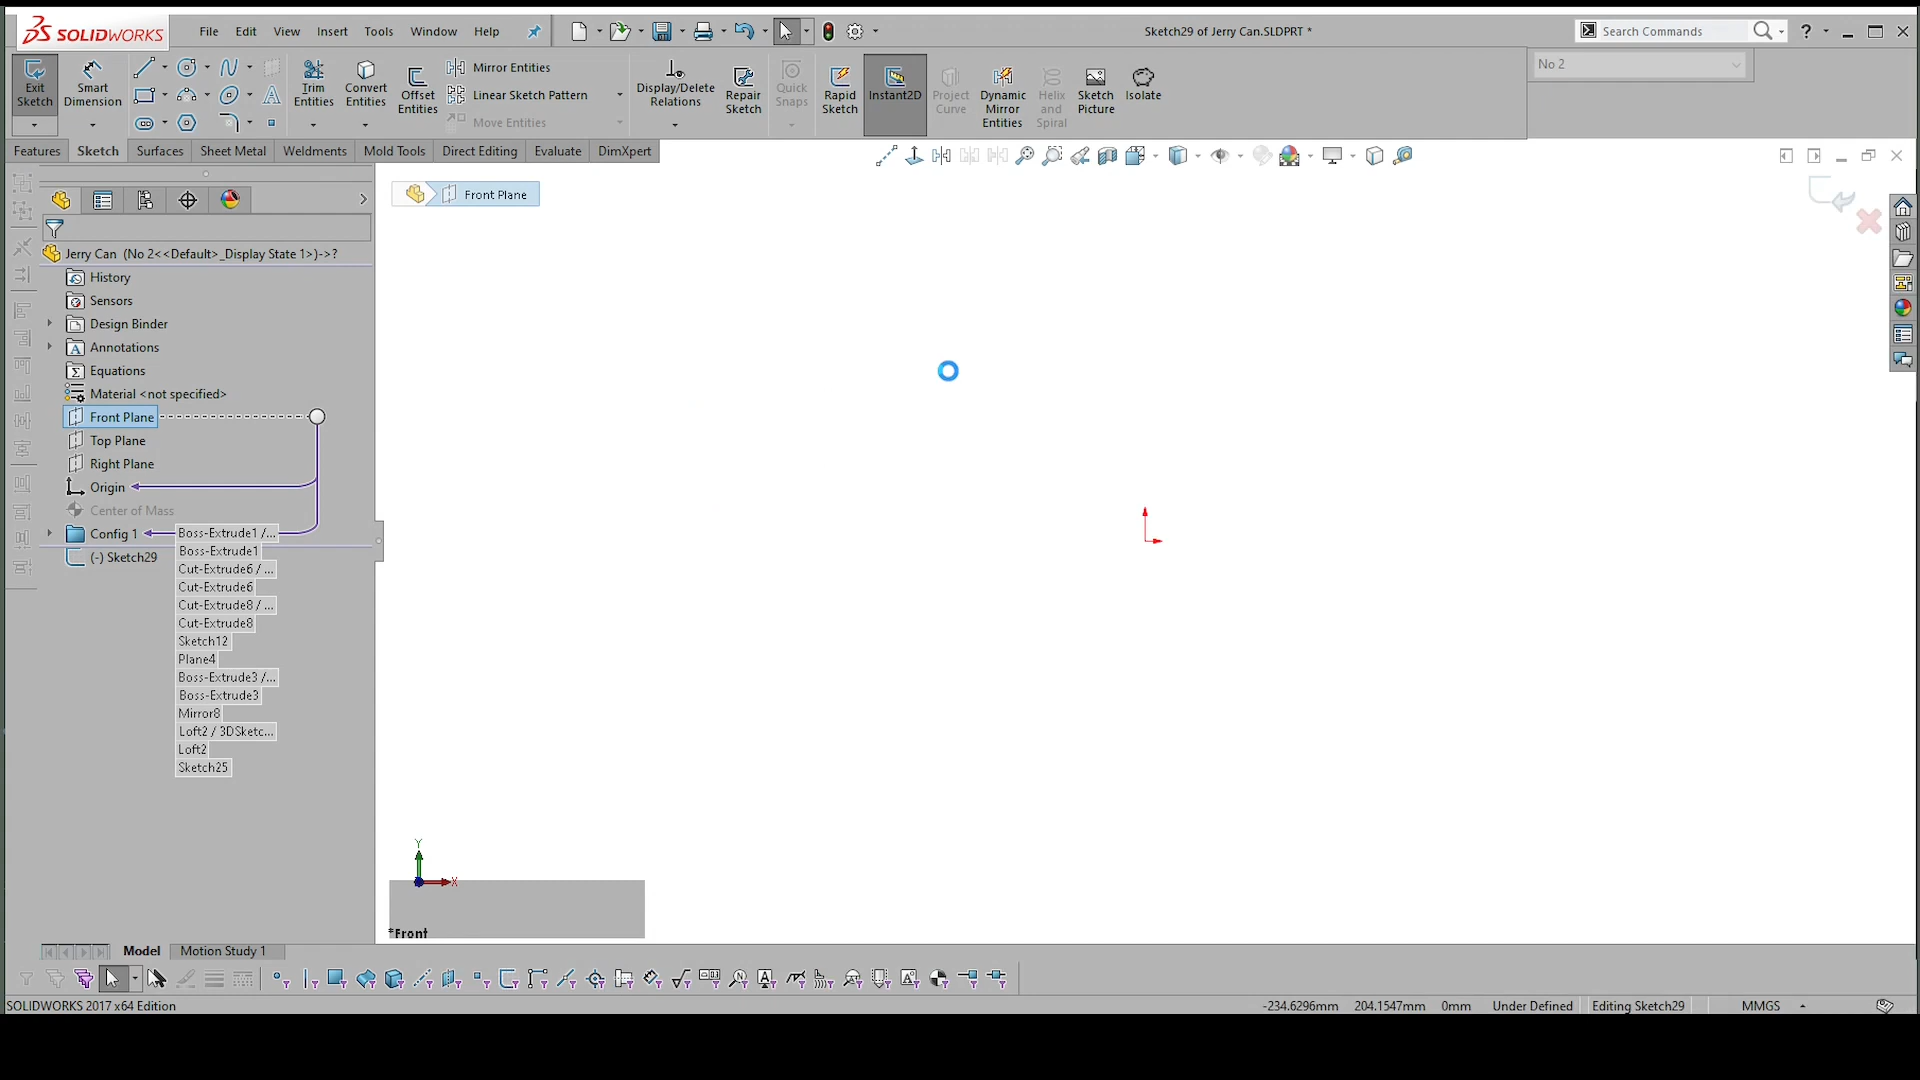 SOLIDWORKS
File Edit View Insert Tools Window Help
Sketch29 of Jerry Can.SLDPRT *
Search Commands
?
Exit Sketch
Smart Dimension
Trim Entities
Convert Entities
Offset Entities
Mirror Entities
Linear Sketch Pattern
Move Entities
Display/Delete Relations
Repair Sketch
Quick Snaps
Rapid Sketch
Instant2D
Project Curve
Dynamic Mirror Entities
Helix and Spiral
Sketch Picture
Isolate
No 2
Features Sketch Surfaces Sheet Metal Weldments Mold Tools Direct Editing Evaluate DimXpert
Front Plane
Jerry Can (No 2<<Default>_Display State 1>)->?
History
Sensors
Design Binder
Annotations
Equations
Material <not specified>
Front Plane
Top Plane
Right Plane
Origin
Center of Mass
Config 1
(-) Sketch29
Boss-Extrude1 /...
Boss-Extrude1
Cut-Extrude6 / ...
Cut-Extrude6
Cut-Extrude8 / ...
Cut-Extrude8
Sketch12
Plane4
Boss-Extrude3 /...
Boss-Extrude3
Mirror8
Loft2 / 3DSketc...
Loft2
Sketch25
Y
X
*Front
Model Motion Study 1
SOLIDWORKS 2017 x64 Edition
-234.6296mm 204.1547mm 0mm Under Defined Editing Sketch29 MMGS